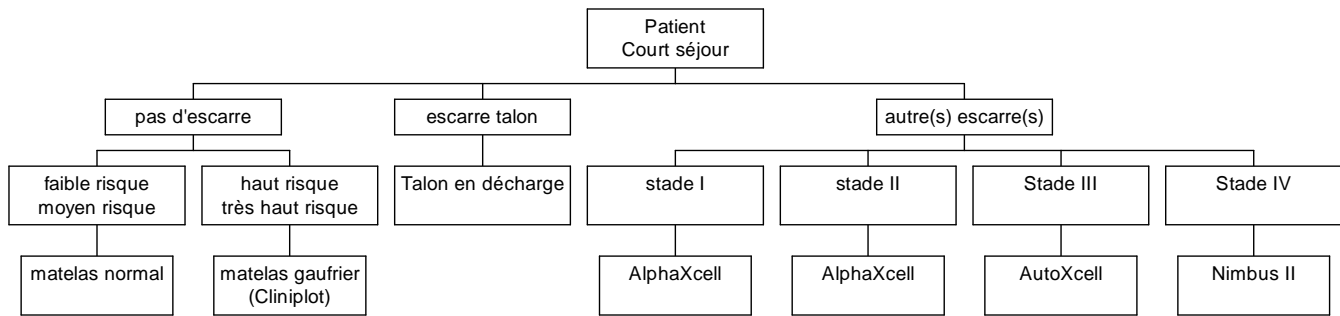 Patient
Court séjour
pas d'escarre
escarre talon
autre(s) escarre(s)
faible risque
moyen risque
haut risque
très haut risque
Talon en décharge
stade I
stade II
Stade III
Stade IV
matelas normal
matelas gaufrier
(Cliniplot)
AlphaXcell
AlphaXcell
AutoXcell
Nimbus II